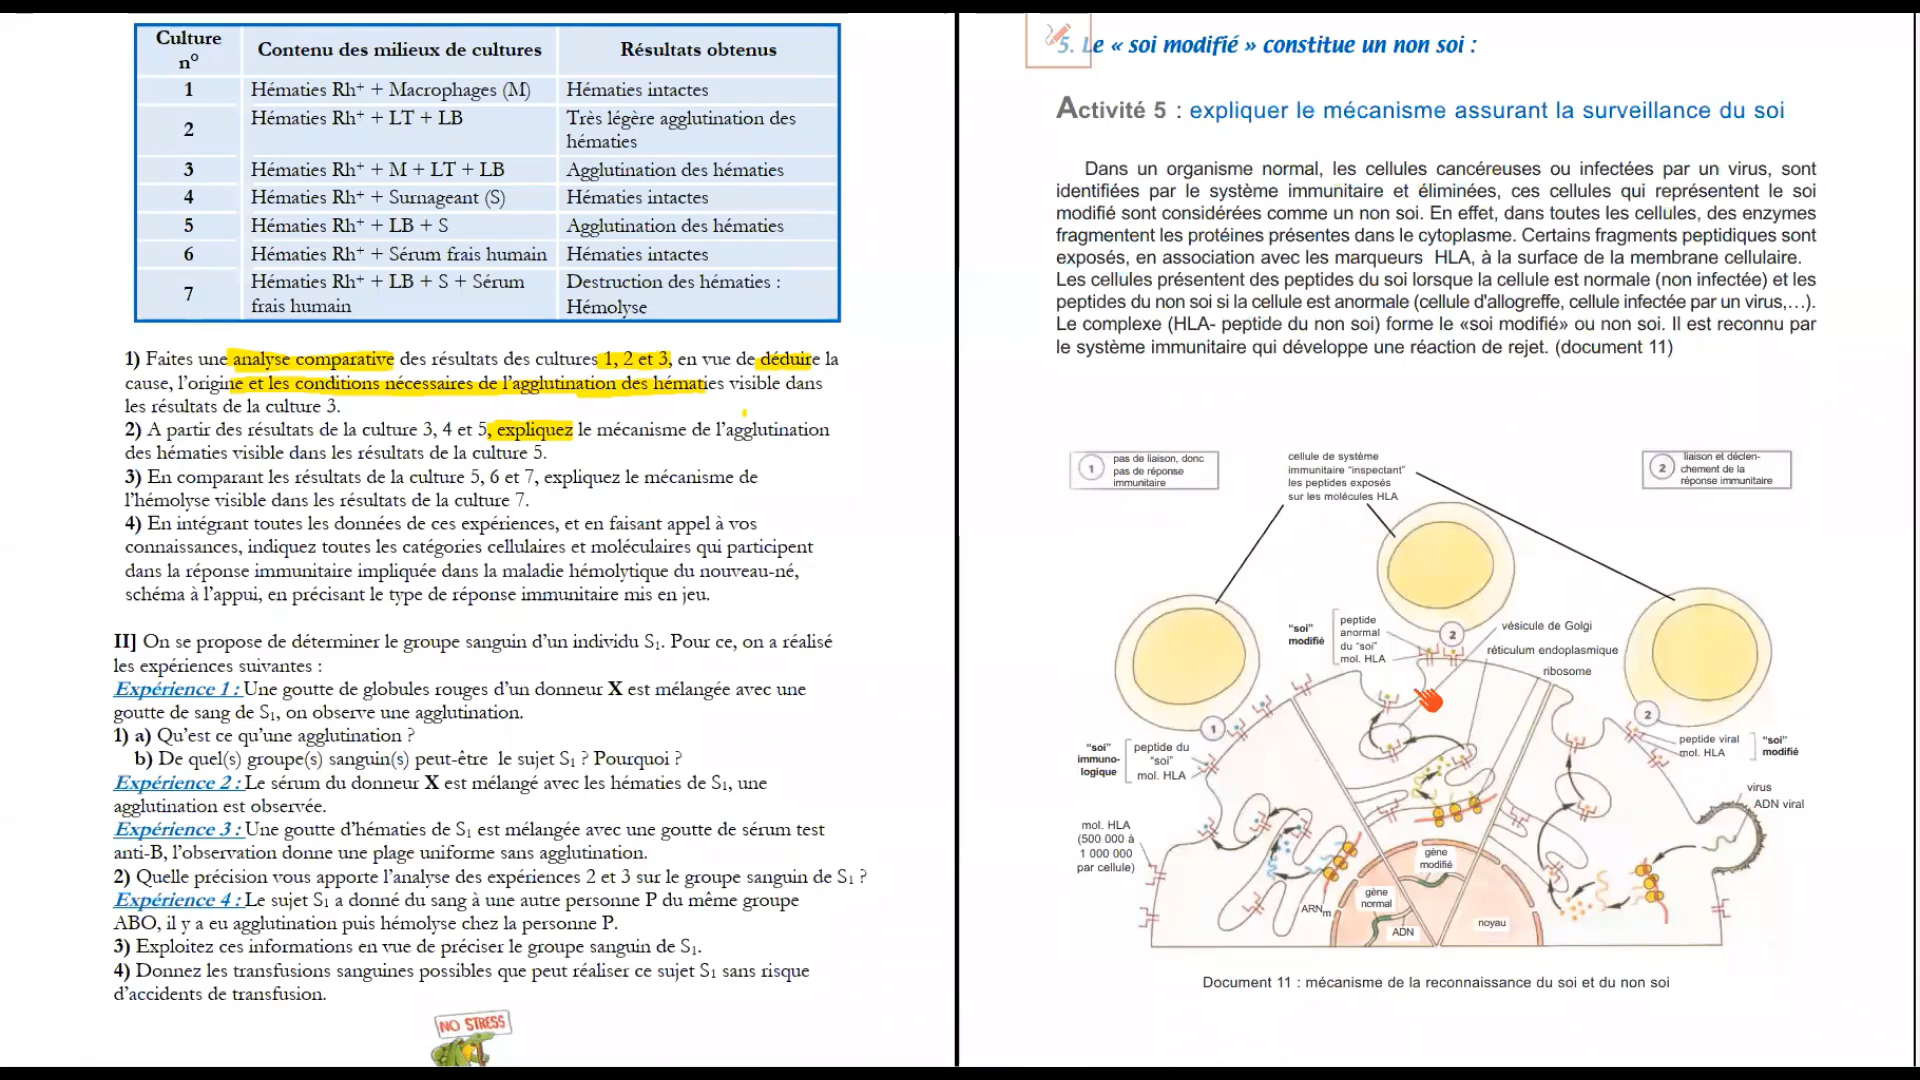 Culture n° | Contenu des milieux de cultures | Résultats obtenus
1 | Hématies Rh⁺ + Macrophages (M) | Hématies intactes
2 | Hématies Rh⁺ + LT + LB | Très légère agglutination des hématies
3 | Hématies Rh⁺ + M + LT + LB | Agglutination des hématies
4 | Hématies Rh⁺ + Surnageant (S) | Hématies intactes
5 | Hématies Rh⁺ + LB + S | Agglutination des hématies
6 | Hématies Rh⁺ + Sérum frais humain | Hématies intactes
7 | Hématies Rh⁺ + LB + S + Sérum frais humain | Destruction des hématies : Hémolyse
1) Faites une analyse comparative des résultats des cultures 1, 2 et 3, en vue de déduire la
cause, l'origine et les conditions nécessaires de l'agglutination des hématies visible dans
les résultats de la culture 3.
2) A partir des résultats de la culture 3, 4 et 5, expliquez le mécanisme de l'agglutination
des hématies visible dans les résultats de la culture 5.
3) En comparant les résultats de la culture 5, 6 et 7, expliquez le mécanisme de
l'hémolyse visible dans les résultats de la culture 7.
4) En intégrant toutes les données de ces expériences, et en faisant appel à vos
connaissances, indiquez toutes les catégories cellulaires et moléculaires qui participent
dans la réponse immunitaire impliquée dans la maladie hémolytique du nouveau-né,
schéma à l'appui, en précisant le type de réponse immunitaire mis en jeu.
II] On se propose de déterminer le groupe sanguin d'un individu S₁. Pour ce, on a réalisé
les expériences suivantes :
Expérience 1 : Une goutte de globules rouges d'un donneur X est mélangée avec une
goutte de sang de S₁, on observe une agglutination.
1) a) Qu'est ce qu'une agglutination ?
b) De quel(s) groupe(s) sanguin(s) peut-être le sujet S₁ ? Pourquoi ?
Expérience 2 : Le sérum du donneur X est mélangé avec les hématies de S₁, une
agglutination est observée.
Expérience 3 : Une goutte d'hématies de S₁ est mélangée avec une goutte de sérum test
anti-B, l'observation donne une plage uniforme sans agglutination.
2) Quelle précision vous apporte l'analyse des expériences 2 et 3 sur le groupe sanguin de S₁ ?
Expérience 4 : Le sujet S₁ a donné du sang à une autre personne P du même groupe
ABO, il y a eu agglutination puis hémolyse chez la personne P.
3) Exploitez ces informations en vue de préciser le groupe sanguin de S₁.
4) Donnez les transfusions sanguines possibles que peut réaliser ce sujet S₁ sans risque
d'accidents de transfusion.
NO STRESS
5. Le « soi modifié » constitue un non soi :
Activité 5 : expliquer le mécanisme assurant la surveillance du soi
Dans un organisme normal, les cellules cancéreuses ou infectées par un virus, sont
identifiées par le système immunitaire et éliminées, ces cellules qui représentent le soi
modifié sont considérées comme un non soi. En effet, dans toutes les cellules, des enzymes
fragmentent les protéines présentes dans le cytoplasme. Certains fragments peptidiques sont
exposés, en association avec les marqueurs HLA, à la surface de la membrane cellulaire.
Les cellules présentent des peptides du soi lorsque la cellule est normale (non infectée) et les
peptides du non soi si la cellule est anormale (cellule d'allogreffe, cellule infectée par un virus,…).
Le complexe (HLA- peptide du non soi) forme le «soi modifié» ou non soi. Il est reconnu par
le système immunitaire qui développe une réaction de rejet. (document 11)
1
pas de liaison, donc
pas de réponse
immunitaire
cellule de système
immunitaire "inspectant"
les peptides exposés
sur les molécules HLA
2
liaison et déclen-
chement de la
réponse immunitaire
"soi"
modifié
peptide
anormal
du "soi"
mol. HLA
2
vésicule de Golgi
réticulum endoplasmique
ribosome
1
2
"soi"
immuno-
logique
peptide du
"soi"
mol. HLA
peptide viral
mol. HLA
"soi"
modifié
virus
ADN viral
mol. HLA
(500 000 à
1 000 000
par cellule)
gène
modifié
gène
normal
ARNm
ADN
noyau
Document 11 : mécanisme de la reconnaissance du soi et du non soi